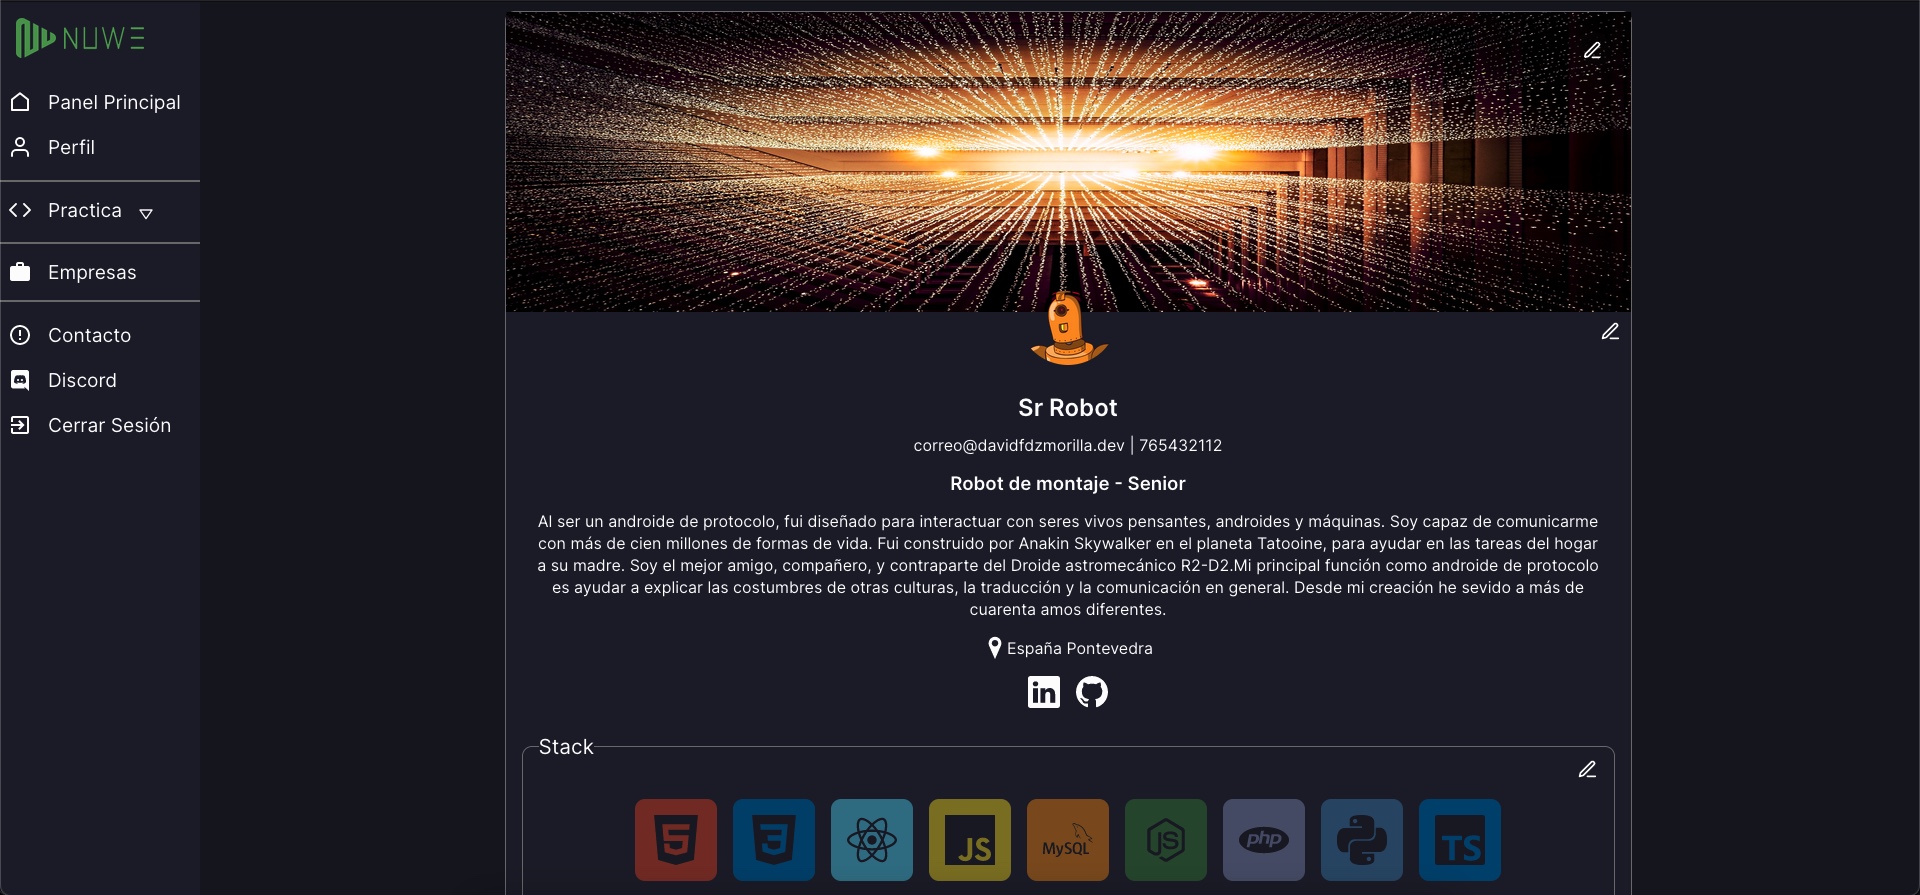 NUWE
Panel Principal
Perfil
Practica
Empresas
Contacto
Discord
Cerrar Sesión
Sr Robot
correo@davidfdzmorilla.dev | 765432112
Robot de montaje - Senior
Al ser un androide de protocolo, fui diseñado para interactuar con seres vivos pensantes, androides y máquinas. Soy capaz de comunicarme
con más de cien millones de formas de vida. Fui construido por Anakin Skywalker en el planeta Tatooine, para ayudar en las tareas del hogar
a su madre. Soy el mejor amigo, compañero, y contraparte del Droide astromecánico R2-D2.Mi principal función como androide de protocolo
es ayudar a explicar las costumbres de otras culturas, la traducción y la comunicación en general. Desde mi creación he sevido a más de
cuarenta amos diferentes.
España Pontevedra
in
Stack
5 3 JS MySQL JS php TS